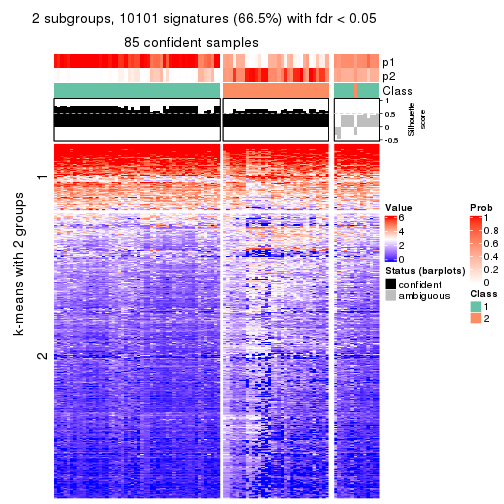 2 subgroups, 10101 signatures (66.5%) with fdr < 0.05
85 confident samples
p1
p2
Class
1
0.5
0
-0.5
Silhouette
score
k-means with 2 groups
1
2
Value
6
4
2
0
Status (barplots)
confident
ambiguous
Prob
1
0.8
0.6
0.4
0.2
0
Class
1
2